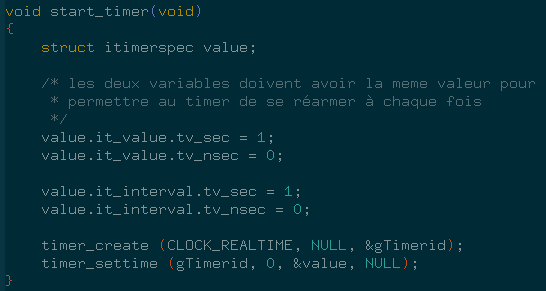 void start_timer(void)
{
    struct itimerspec value;

    /* les deux variables doivent avoir la meme valeur pour
     * permettre au timer de se réarmer à chaque fois
     */
    value.it_value.tv_sec = 1;
    value.it_value.tv_nsec = 0;

    value.it_interval.tv_sec = 1;
    value.it_interval.tv_nsec = 0;

    timer_create (CLOCK_REALTIME, NULL, &gTimerid);
    timer_settime (gTimerid, 0, &value, NULL);
}